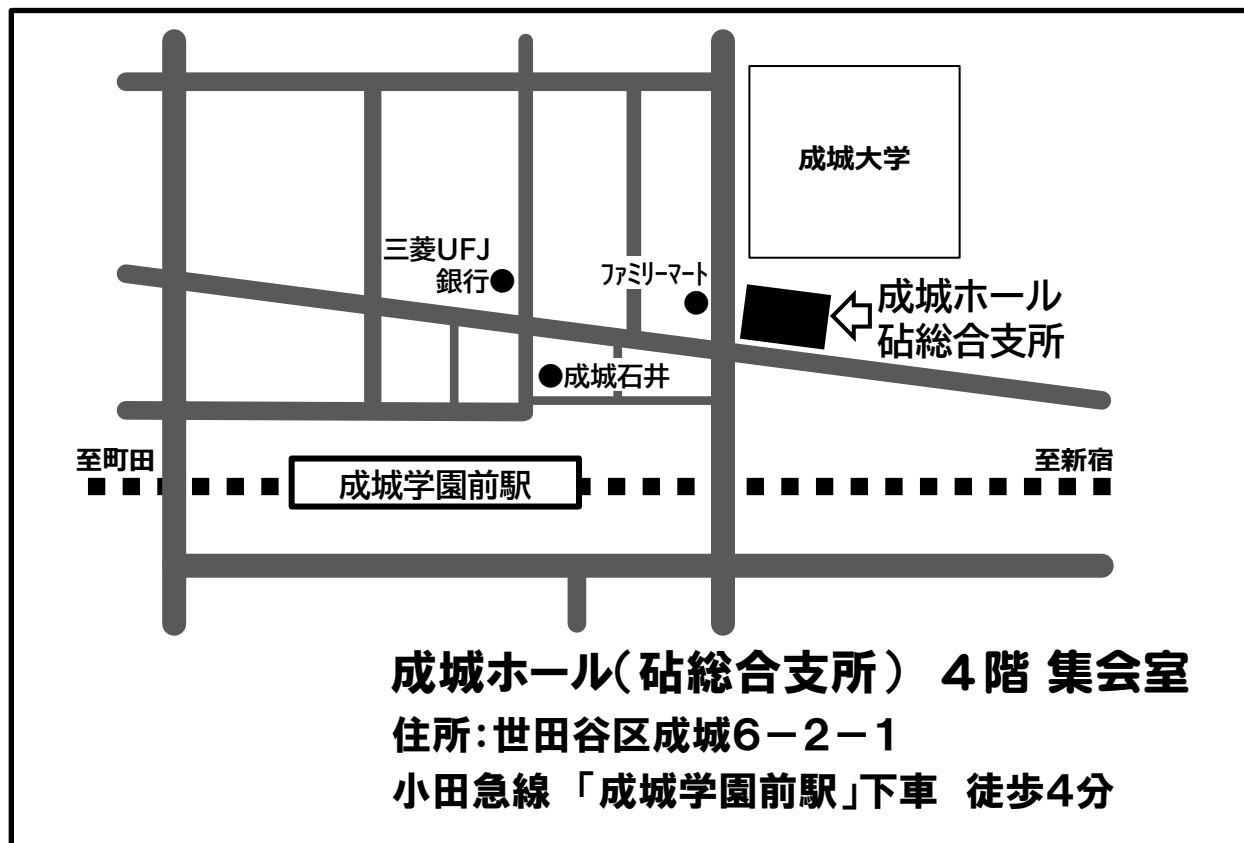 成城大学
三菱UFJ
銀行
ﾌｧﾐﾘｰﾏｰﾄ
成城ホール
砧総合支所
成城石井
至町田
至新宿
成城学園前駅
成城ホール(砧総合支所) 4階 集会室
住所:世田谷区成城6－2－1
小田急線 「成城学園前駅」下車 徒歩4分